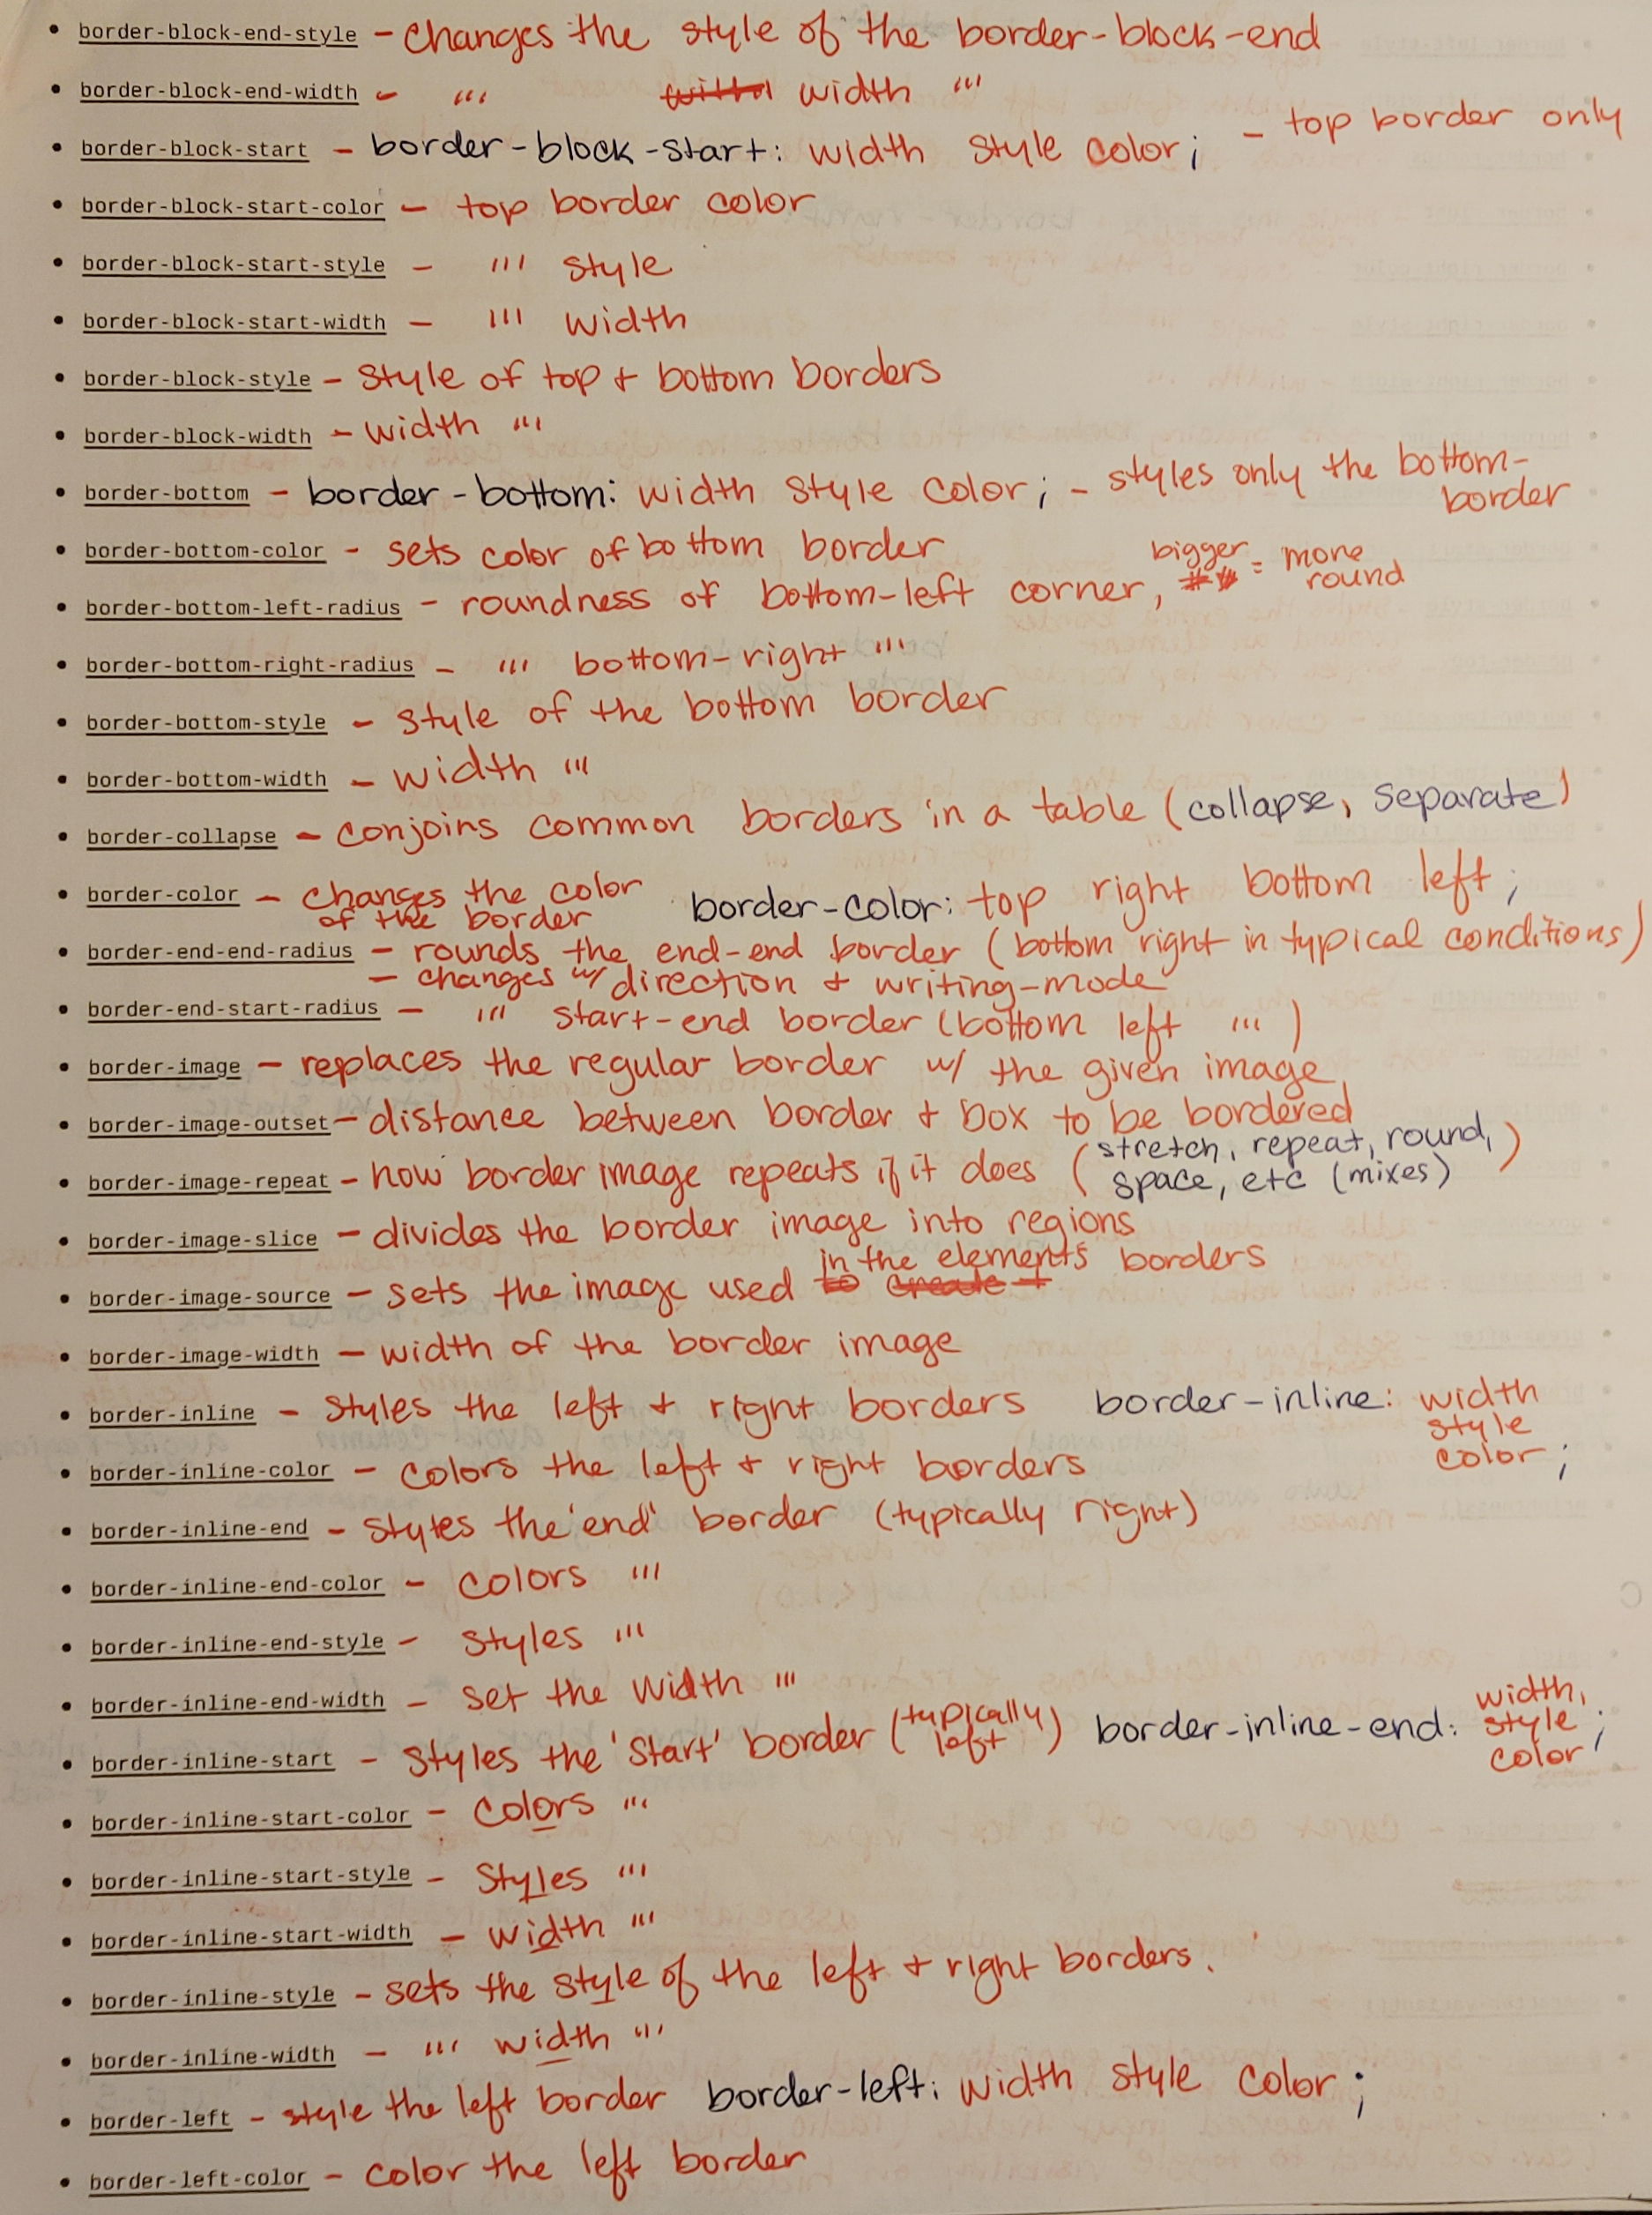 • border-block-end-style - changes the style of the border-block-end
• border-block-end-width - ''' width '''
• border-block-start - border-block-start: width style color; - top border only
• border-block-start-color - top border color
• border-block-start-style - ''' style
• border-block-start-width - ''' width
• border-block-style - style of top + bottom borders
• border-block-width - width '''
• border-bottom - border-bottom: width style color; - styles only the bottom-
border
• border-bottom-color - sets color of bottom border
• border-bottom-left-radius - roundness of bottom-left corner, bigger # = more
round
• border-bottom-right-radius - ''' bottom-right '''
• border-bottom-style - style of the bottom border
• border-bottom-width - width '''
• border-collapse - conjoins common borders in a table (collapse, separate)
• border-color - changes the color border-color: top right bottom left;
of the border
• border-end-end-radius - rounds the end-end border (bottom right in typical conditions)
- changes w/ direction + writing-mode
• border-end-start-radius - ''' start-end border (bottom left ''' )
• border-image - replaces the regular border w/ the given image
• border-image-outset - distance between border + box to be bordered
• border-image-repeat - how border image repeats if it does (stretch, repeat, round,
space, etc (mixes) )
• border-image-slice - divides the border image into regions
• border-image-source - sets the image used in the elements borders
• border-image-width - width of the border image
• border-inline - styles the left + right borders border-inline: width
style
color;
• border-inline-color - colors the left + right borders
• border-inline-end - styles the 'end' border (typically right)
• border-inline-end-color - colors '''
• border-inline-end-style - styles '''
• border-inline-end-width - set the width '''
• border-inline-start - styles the 'start' border (typically left) border-inline-end: width,
style
color;
• border-inline-start-color - colors '''
• border-inline-start-style - styles '''
• border-inline-start-width - width '''
• border-inline-style - sets the style of the left + right borders.
• border-inline-width - ''' width '''
• border-left - style the left border border-left: width style color;
• border-left-color - color the left border